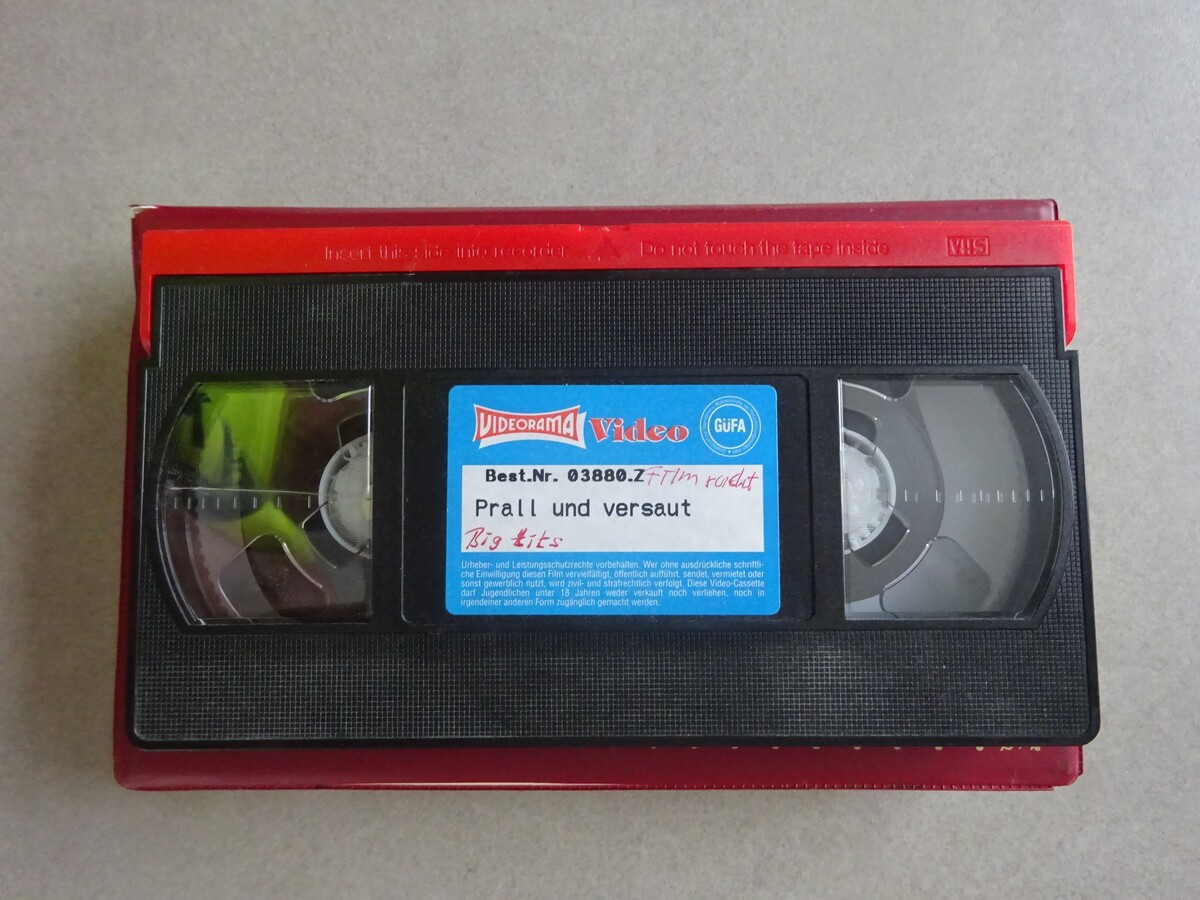 Insert this side into recorder Do not touch the tape inside VHS
VIDEORAMA Video GÜFA
Best.Nr. 03880.Z Film
Prall und versaut
Big tits
Urheber- und Leistungsschutzrechte vorbehalten. Wer ohne ausdrückliche schriftli-
che Einwilligung diesen Film vervielfältigt, öffentlich aufführt, sendet, vermietet oder
sonst gewerblich nutzt, wird zivil- und strafrechtlich verfolgt. Diese Video-Cassette
darf Jugendlichen unter 18 Jahren weder verkauft noch verliehen, noch in
irgendeiner anderen Form zugänglich gemacht werden.